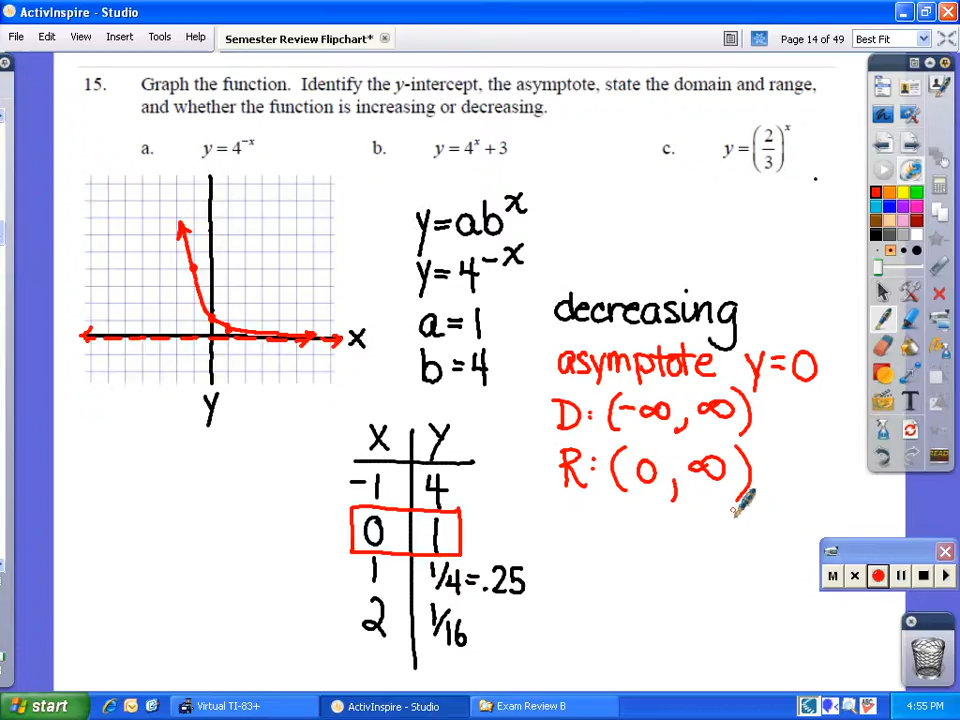 ActivInspire - Studio
File Edit View Insert Tools Help Semester Review Flipchart* Page 14 of 49 Best Fit
15. Graph the function. Identify the y-intercept, the asymptote, state the domain and range,
and whether the function is increasing or decreasing.
a. y = 4^{-x} b. y = 4^x + 3 c. y = (2/3)^x
y=ab^x
y=4^{-x}
a=1
b=4
x
y
decreasing
asymptote y=0
D: (-∞, ∞)
R: (0, ∞)
X Y
-1 4
0 1
1 1/4=.25
2 1/16
M
start Virtual TI-83+ ActivInspire - Studio Exam Review B 4:55 PM